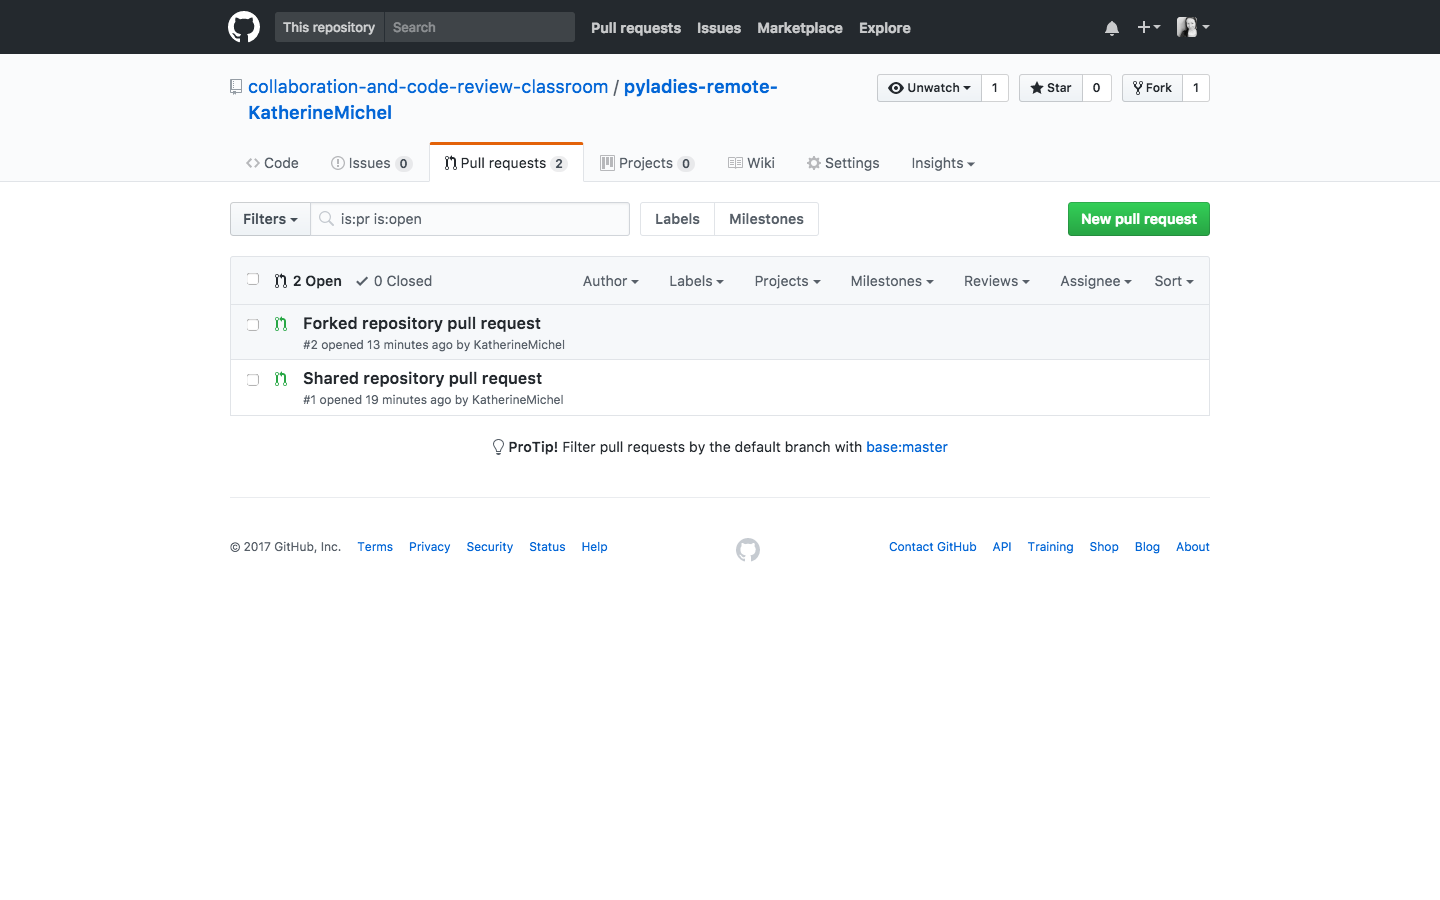 This repository Search Pull requests Issues Marketplace Explore
collaboration-and-code-review-classroom / pyladies-remote-
KatherineMichel
Unwatch 1 Star 0 Fork 1
Code Issues 0 Pull requests 2 Projects 0 Wiki Settings Insights
Filters is:pr is:open Labels Milestones New pull request
2 Open 0 Closed Author Labels Projects Milestones Reviews Assignee Sort
Forked repository pull request
#2 opened 13 minutes ago by KatherineMichel
Shared repository pull request
#1 opened 19 minutes ago by KatherineMichel
ProTip! Filter pull requests by the default branch with base:master
© 2017 GitHub, Inc. Terms Privacy Security Status Help Contact GitHub API Training Shop Blog About